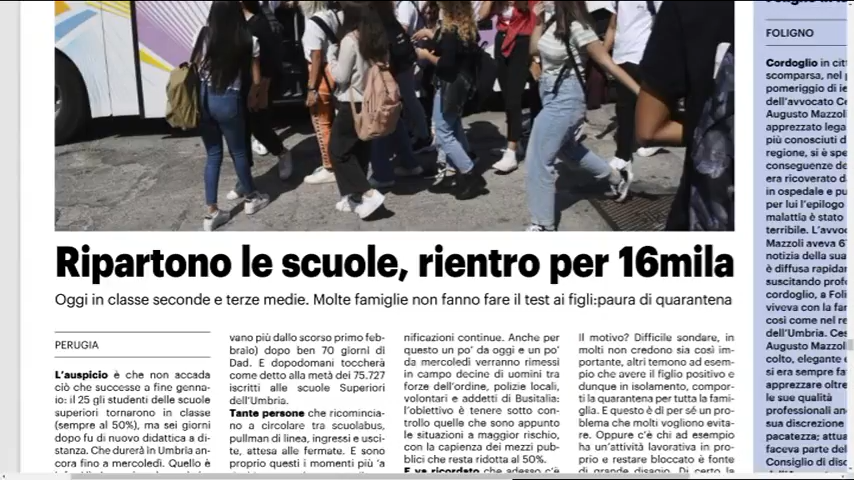 Ripartono le scuole, rientro per 16mila
Oggi in classe seconde e terze medie. Molte famiglie non fanno fare il test ai figli:paura di quarantena
PERUGIA
L'auspicio è che non accada
ciò che successe a fine genna-
io: il 25 gli studenti delle scuole
superiori tornarono in classe
(sempre al 50%), ma sei giorni
dopo fu di nuovo didattica a di-
stanza. Che durerà in Umbria an-
cora fino a mercoledì. Quello è
vano più dallo scorso primo feb-
braio) dopo ben 70 giorni di
Dad. E dopodomani toccherà
come detto alla metà dei 75.727
iscritti alle scuole Superiori
dell'Umbria.
Tante persone che ricomincia-
no a circolare tra scuolabus,
pullman di linea, ingressi e usci-
te, attesa alle fermate. E sono
proprio questi i momenti più 'a
nificazioni continue. Anche per
questo un po' da oggi e un po'
da mercoledì verranno rimessi
in campo decine di uomini tra
forze dell'ordine, polizie locali,
volontari e addetti di Busitalia:
l'obiettivo è tenere sotto con-
trollo quelle che sono appunto
le situazioni a maggior rischio,
con la capienza dei mezzi pub-
blici che resta ridotta al 50%.
E va ricordato che adesso c'è
Il motivo? Difficile sondare, in
molti non credono sia così im-
portante, altri temono ad esem-
pio che avere il figlio positivo e
dunque in isolamento, compor-
ti la quarantena per tutta la fami-
glia. E questo è di per sé un pro-
blema che molti vogliono evita-
re. Oppure c'è chi ad esempio
ha un'attività lavorativa in pro-
prio e restare bloccato è fonte
di grande disagio. Di certo la
FOLIGNO
Cordoglio in cit
scomparsa, nel p
pomeriggio di ie
dell'avvocato Ce
Augusto Mazzoli
apprezzato lega
più conosciuti d
regione, si è spe
conseguenze de
era ricoverato d
in ospedale e pu
per lui l'epilogo
malattia è stato
terribile. L'avvoc
Mazzoli aveva 6
notizia della sua
è diffusa rapidar
suscitando profo
cordoglio, a Foli
viveva con la far
così come nel re
dell'Umbria. Ces
Augusto Mazzol
colto, elegante e
si era sempre fa
apprezzare oltre
le sue qualità
professionali an
sua discrezione
pacatezza; attua
faceva parte del
Consiglio di disc